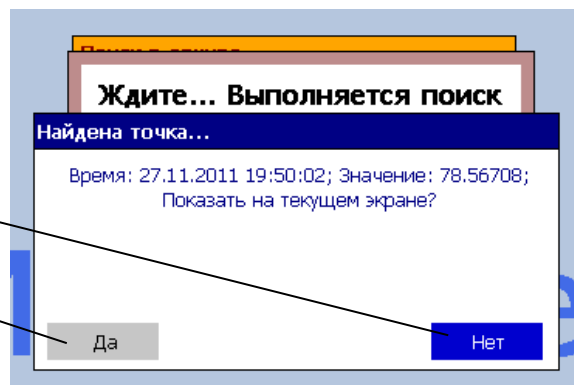 Ждите... Выполняется поиск
Найдена точка...
Время: 27.11.2011 19:50:02; Значение: 78.56708;
Показать на текущем экране?
Да
Нет